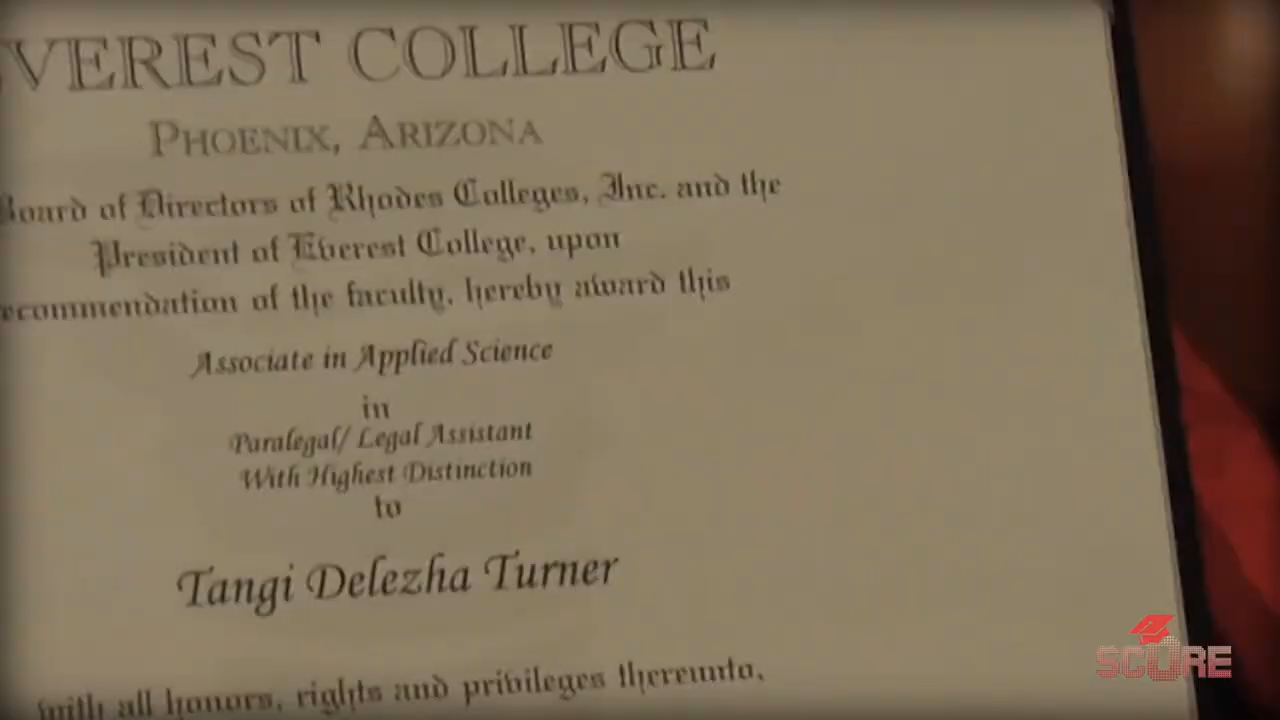 VEREST COLLEGE
PHOENIX, ARIZONA
Board of Directors of Rhodes Colleges, Inc. and the
President of Everest College, upon
ecommendation of the faculty, hereby award this
Associate in Applied Science
in
Paralegal/ Legal Assistant
With Highest Distinction
to
Tangi Delezha Turner
with all honors, rights and privileges thereunto,
SCURE